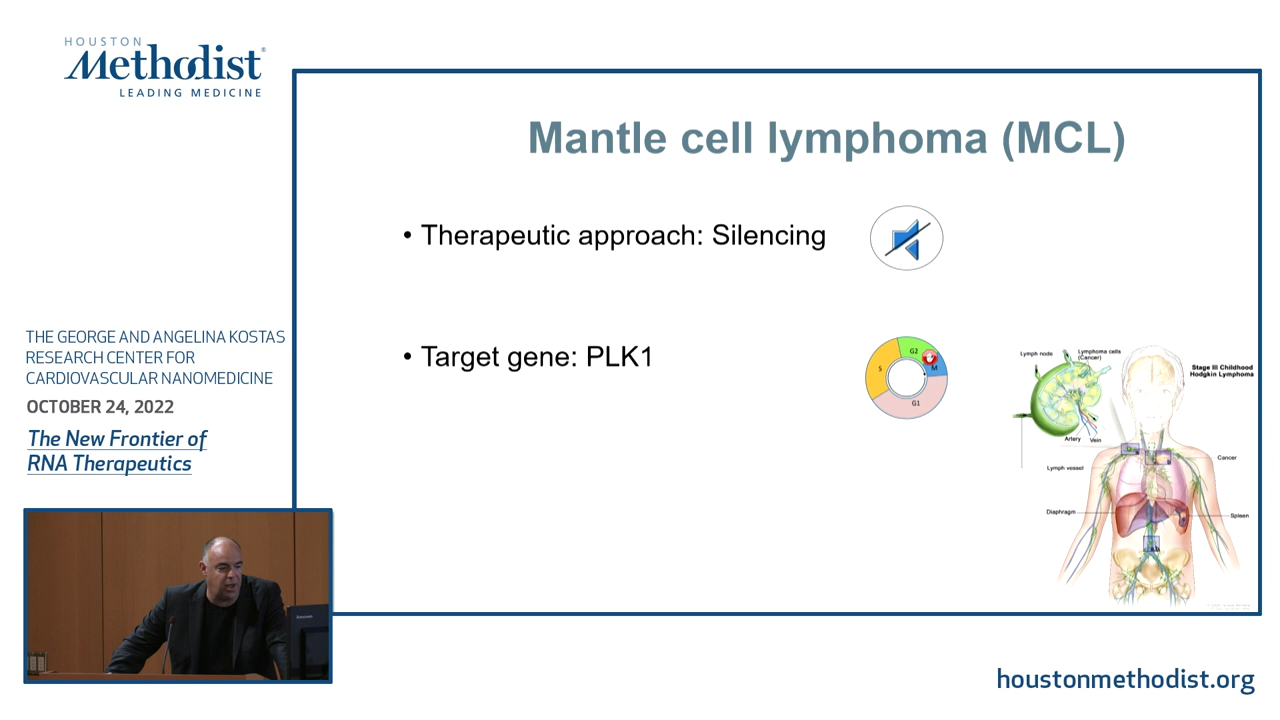 HOUSTON
Methodist
LEADING MEDICINE
Mantle cell lymphoma (MCL)
• Therapeutic approach: Silencing
• Target gene: PLK1
G2
M
S
G1
Lymph node
Lymphoma cells
(Cancer)
Stage III Childhood
Hodgkin Lymphoma
Artery
Vein
Lymph vessel
Cancer
Diaphragm
Spleen
THE GEORGE AND ANGELINA KOSTAS
RESEARCH CENTER FOR
CARDIOVASCULAR NANOMEDICINE
OCTOBER 24, 2022
The New Frontier of
RNA Therapeutics
houstonmethodist.org